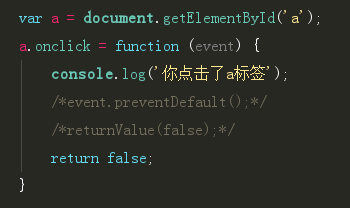 var a = document.getElementById('a');
a.onclick = function (event) {
console.log('你点击了a标签');
/*event.preventDefault();*/
/*returnValue(false);*/
return false;
}